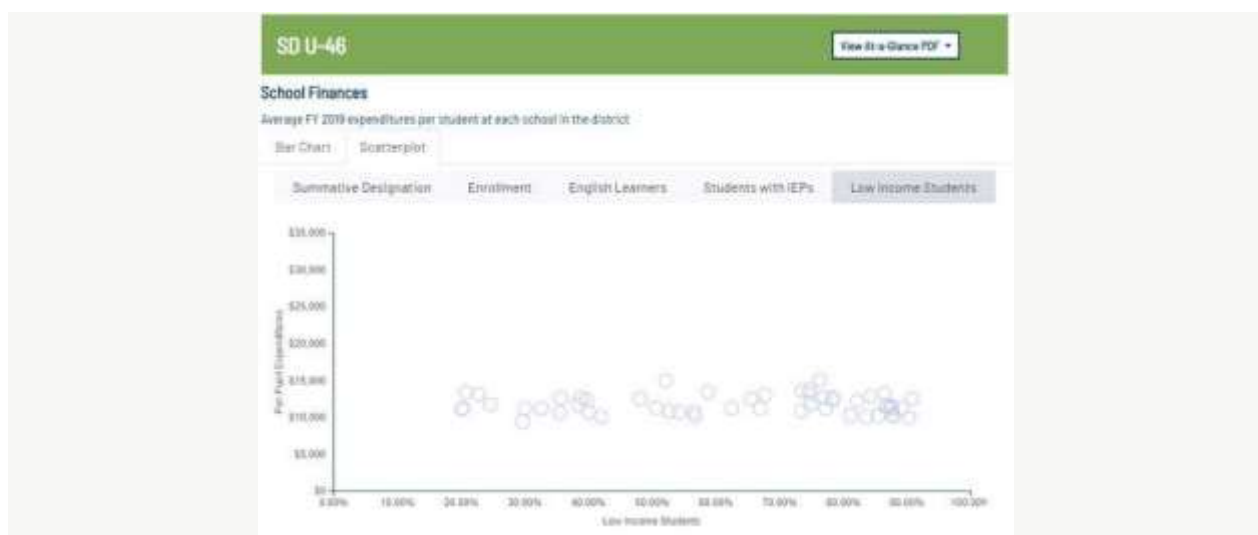 SD U-46
View At-a-Glance PDF
School Finances
Average FY 2019 expenditures per student at each school in the district
Bar Chart Scatterplot
Summative Designation Enrollment English Learners Students with IEPs Low Income Students
$35,000
$30,000
$25,000
$20,000
$15,000
$10,000
$5,000
$0
Per Pupil Expenditures
0.00% 10.00% 20.00% 30.00% 40.00% 50.00% 60.00% 70.00% 80.00% 90.00% 100.00%
Low Income Students